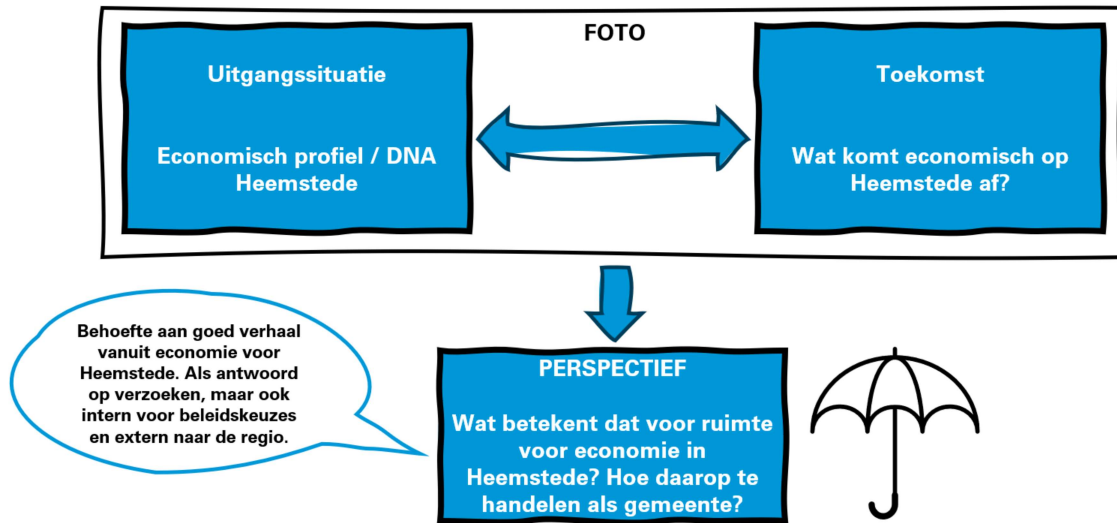 FOTO
Uitgangssituatie
Economisch profiel / DNA
Heemstede
Toekomst
Wat komt economisch op
Heemstede af?
Behoefte aan goed verhaal
vanuit economie voor
Heemstede. Als antwoord
op verzoeken, maar ook
intern voor beleidskeuzes
en extern naar de regio.
PERSPECTIEF
Wat betekent dat voor ruimte
voor economie in
Heemstede? Hoe daarop te
handelen als gemeente?